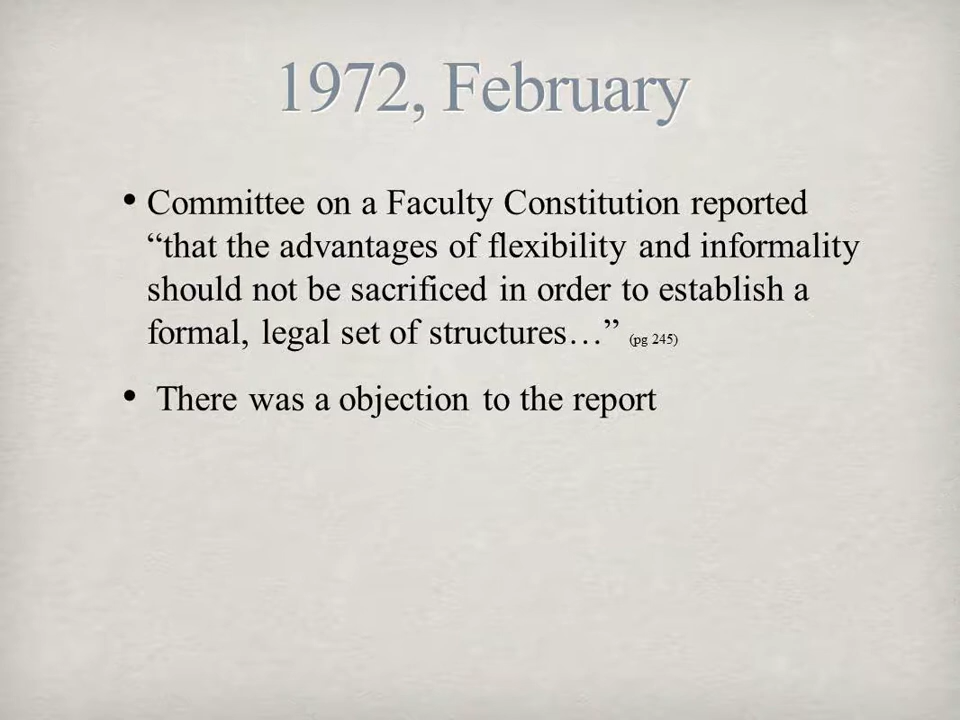 1972, February
• Committee on a Faculty Constitution reported
“that the advantages of flexibility and informality
should not be sacrificed in order to establish a
formal, legal set of structures…” (pg 245)
• There was a objection to the report